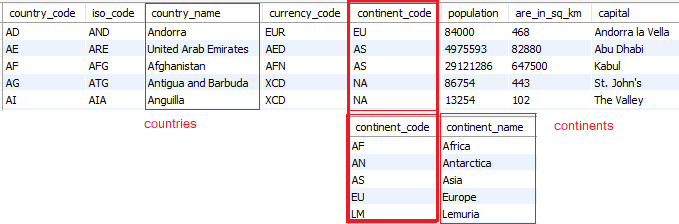 country_code iso_code country_name currency_code continent_code population are_in_sq_km capital
AD AND Andorra EUR EU 84000 468 Andorra la Vella
AE ARE United Arab Emirates AED AS 4975593 82880 Abu Dhabi
AF AFG Afghanistan AFN AS 29121286 647500 Kabul
AG ATG Antigua and Barbuda XCD NA 86754 443 St. John's
AI AIA Anguilla XCD NA 13254 102 The Valley
countries continent_code continent_name continents
AF Africa
AN Antarctica
AS Asia
EU Europe
LM Lemuria